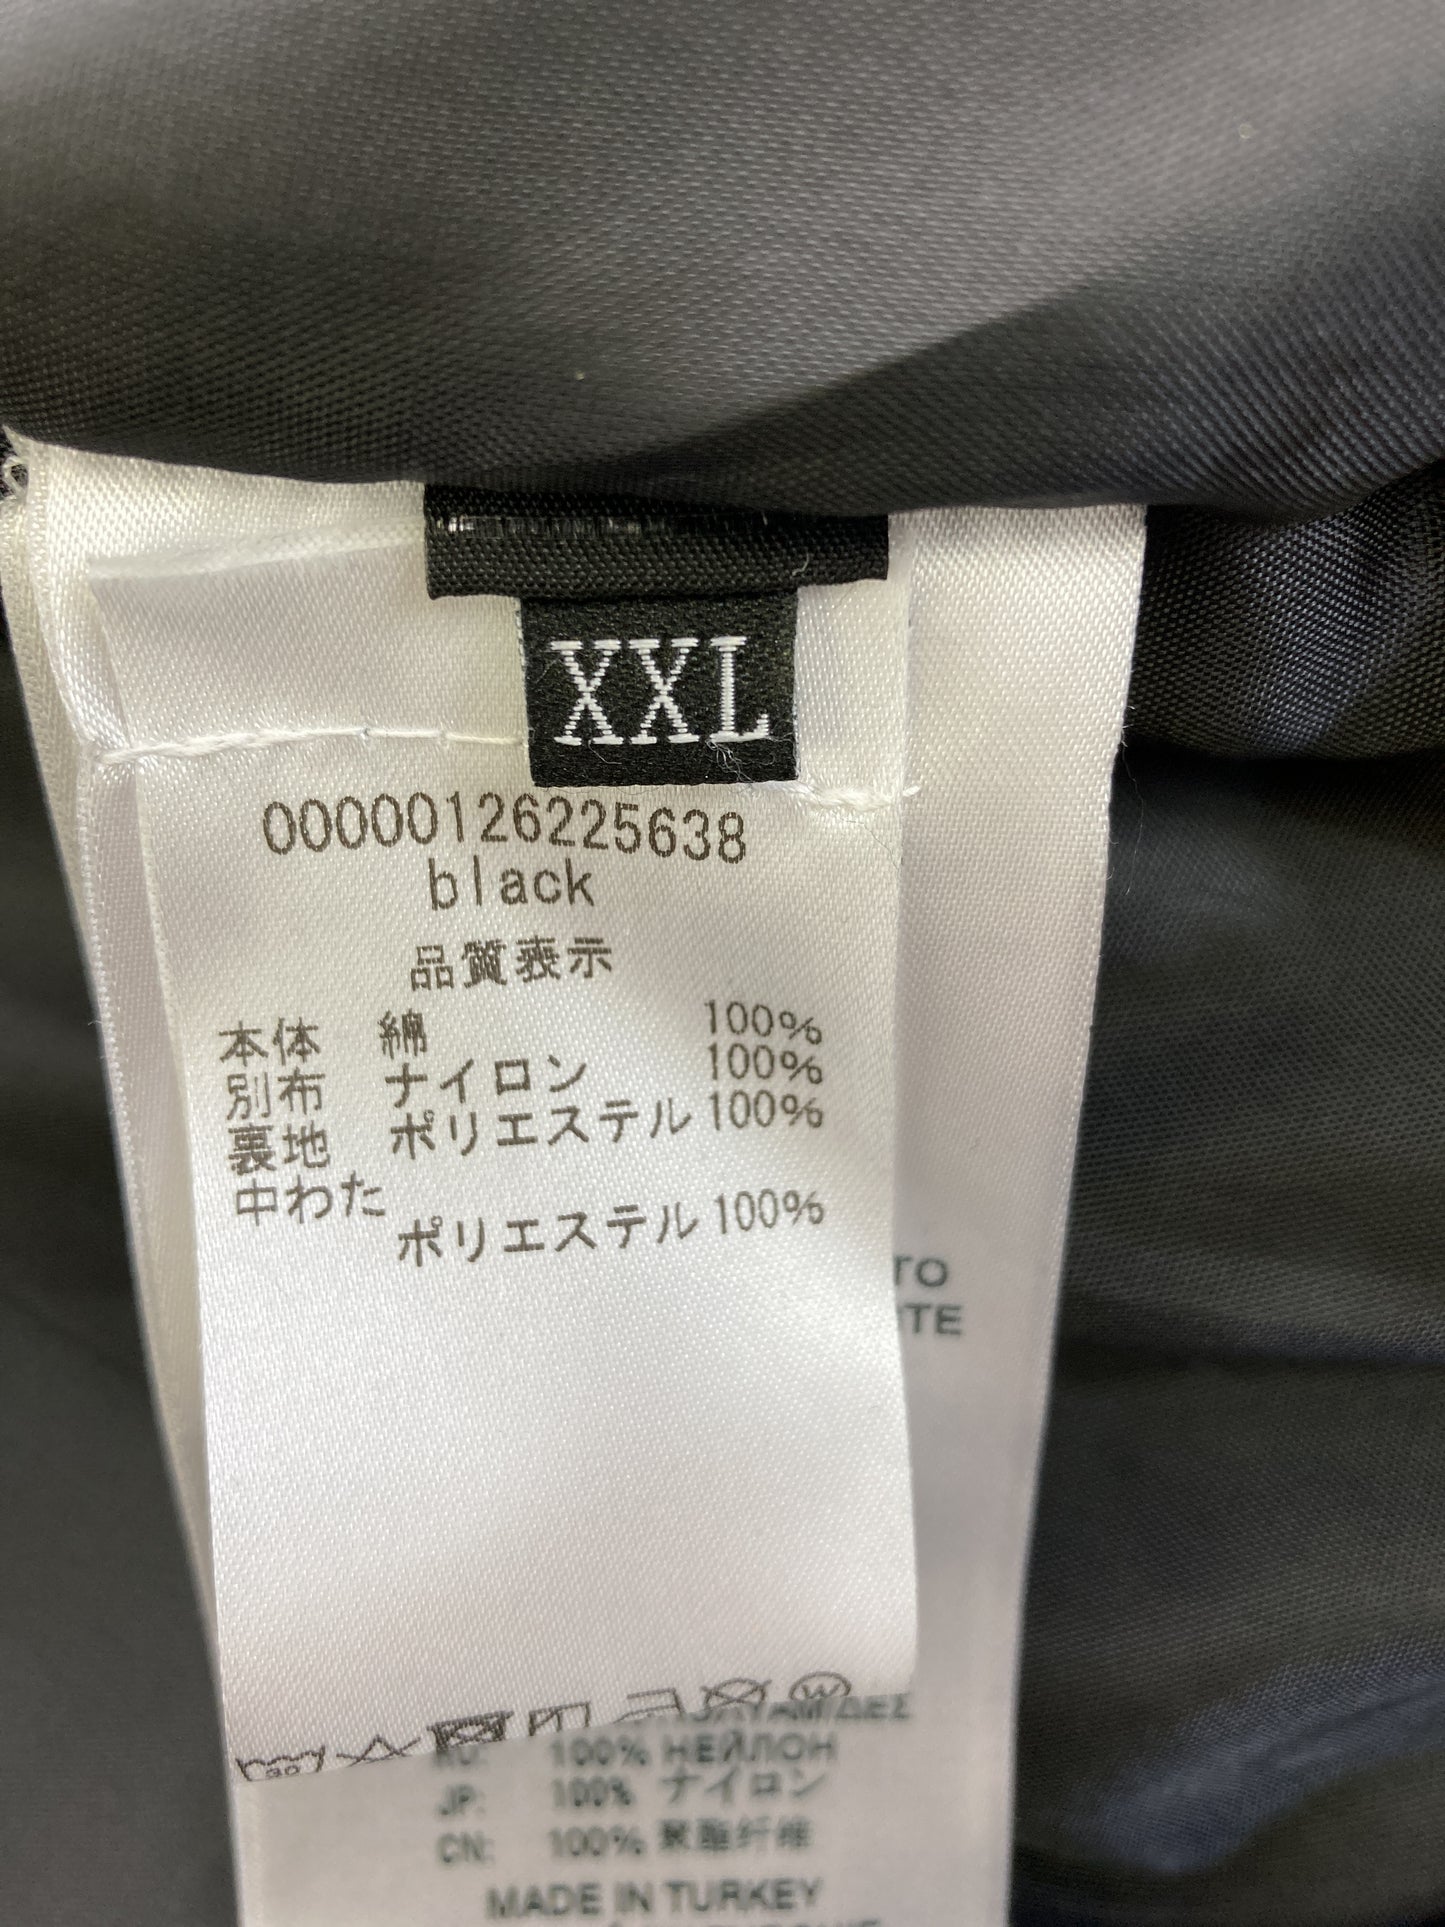 XXL
00000126225638
black
品質表示
本体 綿 100%
別布 ナイロン 100%
裏地 ポリエステル 100%
中わた
ポリエステル 100%
TO
TE
30
W
100% НЕЙЛОН
JP: 100% ナイロン
CN: 100% 聚酯纤维
MADE IN TURKEY